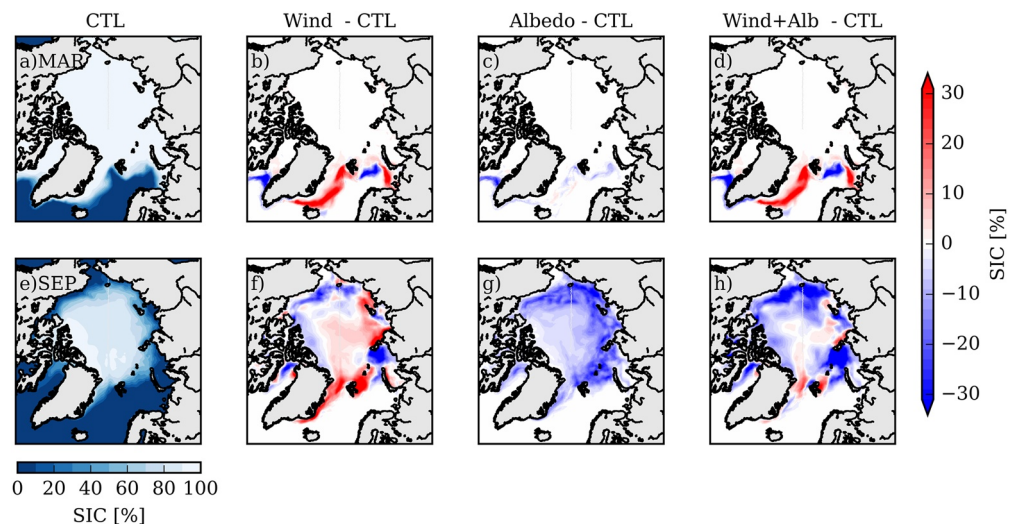 CTL
Wind - CTL
Albedo - CTL
Wind+Alb - CTL
a)MAR
b)
c)
d)
e)SEP
f)
g)
h)
30
20
10
0
−10
−20
−30
SIC [%]
0 20 40 60 80 100
SIC [%]